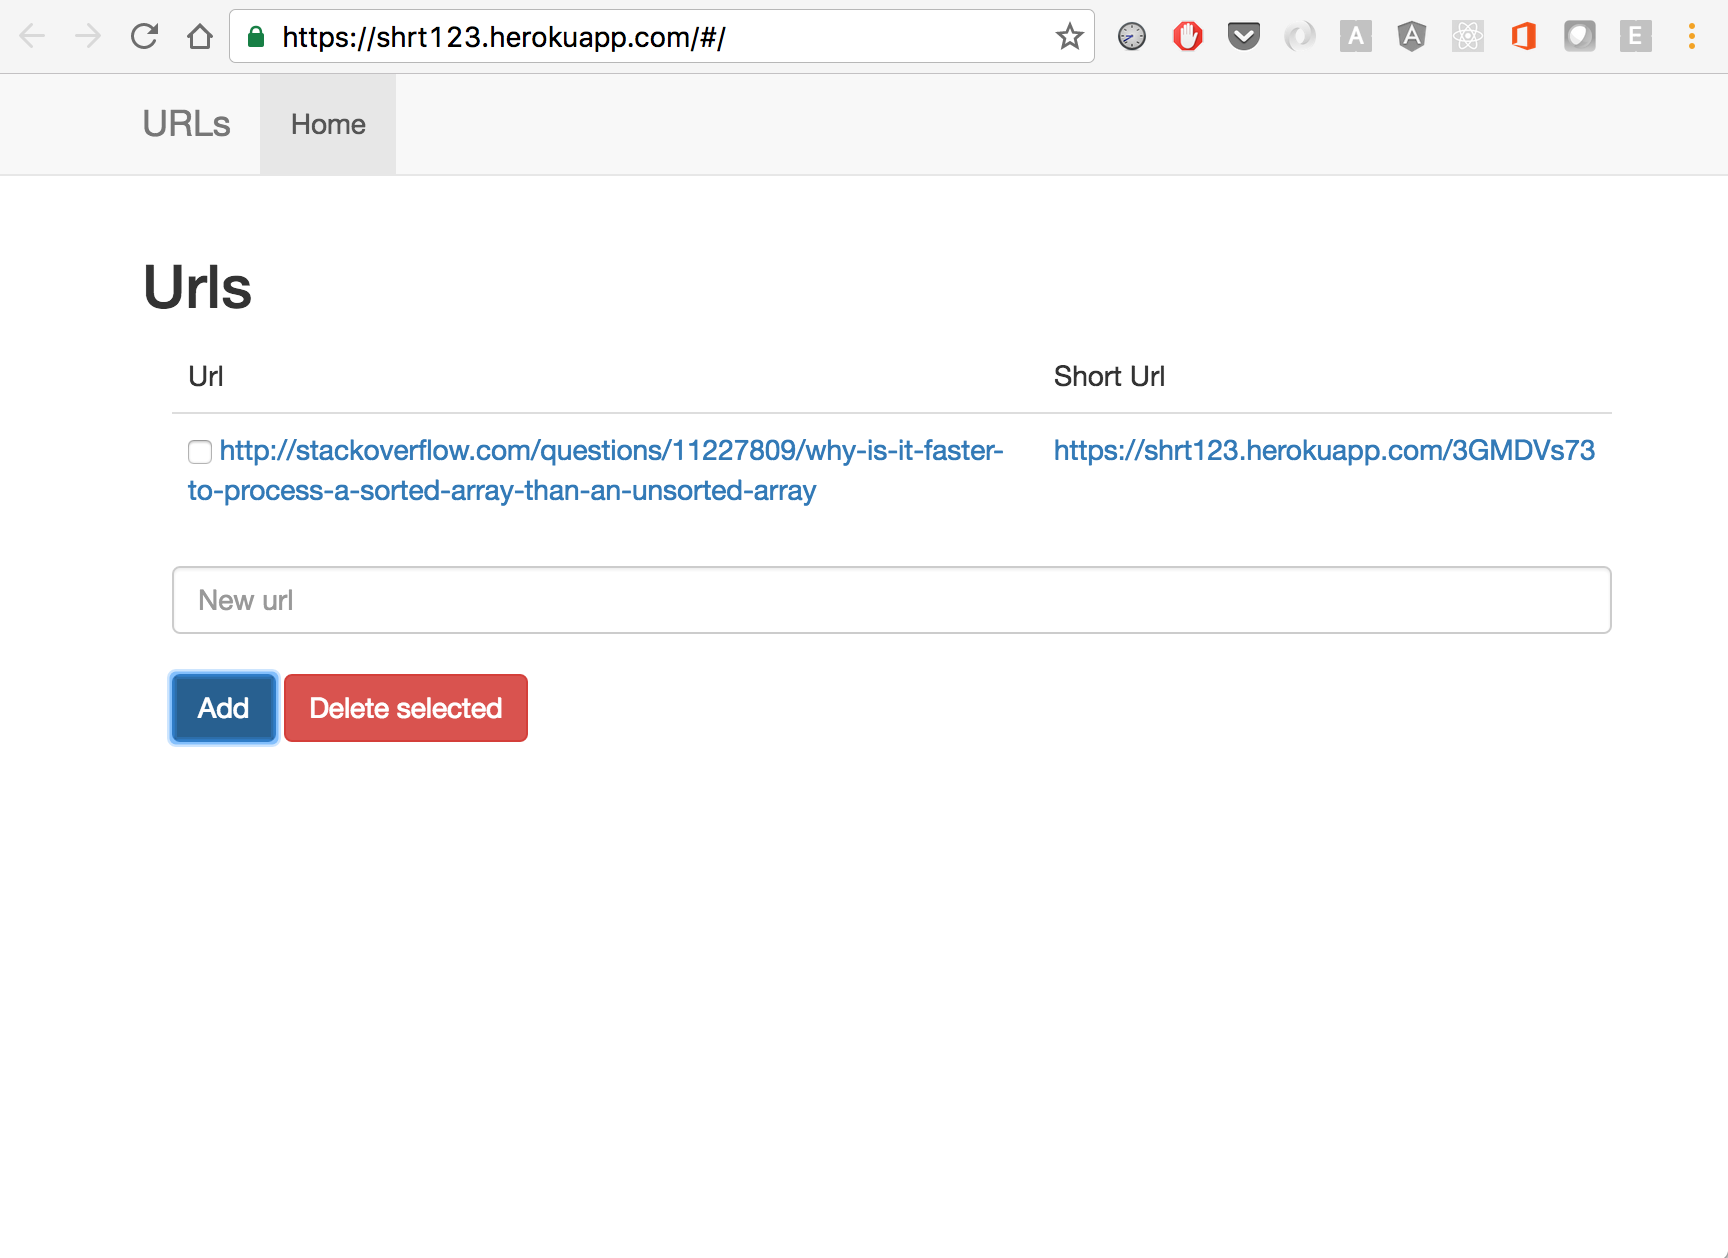 https://shrt123.herokuapp.com/#/
A
A
E
URLs Home
Urls
Url Short Url
http://stackoverflow.com/questions/11227809/why-is-it-faster- https://shrt123.herokuapp.com/3GMDVs73
to-process-a-sorted-array-than-an-unsorted-array
New url
Add Delete selected